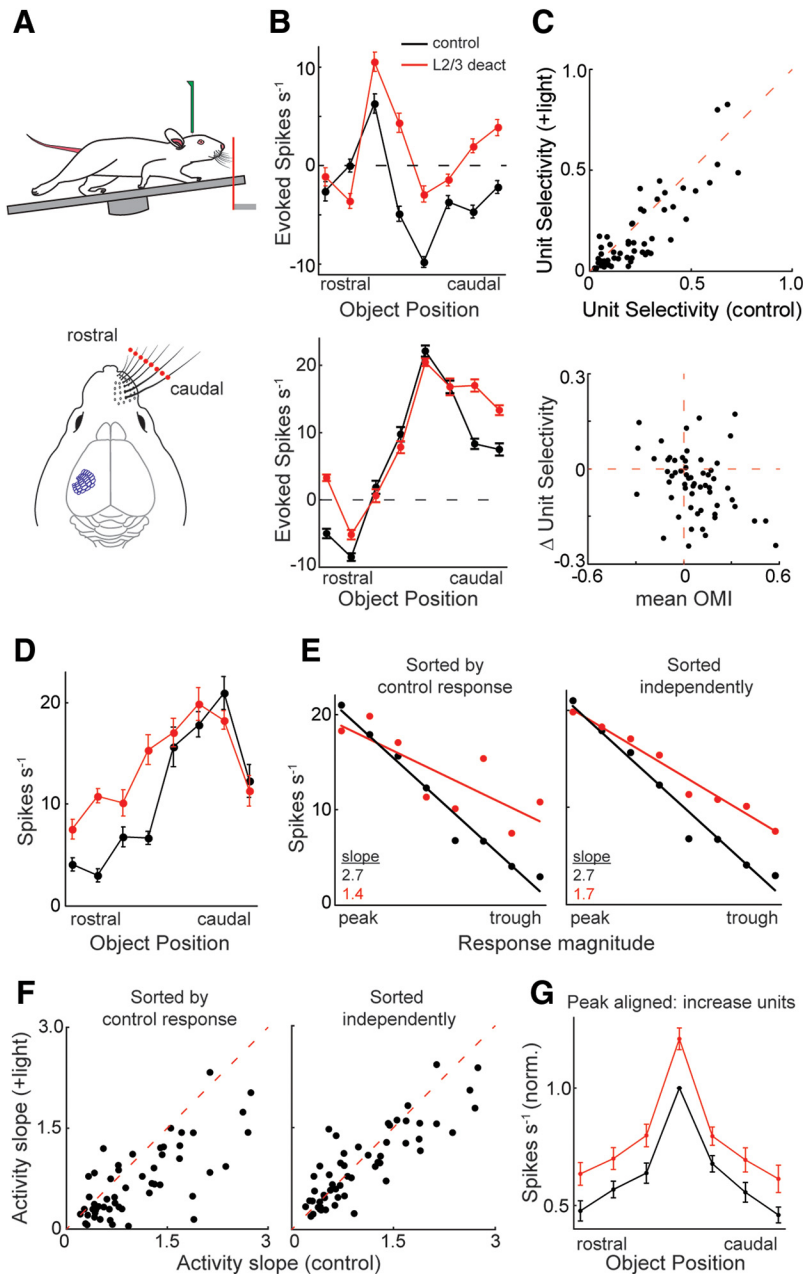 A
rostral
caudal
B
control
L2/3 deact
Evoked Spikes s⁻¹
10
0
-10
rostral
caudal
Object Position
Evoked Spikes s⁻¹
20
10
0
-10
rostral
caudal
Object Position
C
Unit Selectivity (+light)
1.0
0.5
0
0.5
1.0
Unit Selectivity (control)
Δ Unit Selectivity
0.3
0
-0.3
-0.6
0
0.6
mean OMI
D
Spikes s⁻¹
20
10
0
rostral
caudal
Object Position
E
Sorted by
control response
Sorted
independently
Spikes s⁻¹
20
10
0
slope
2.7
1.4
peak
trough
slope
2.7
1.7
peak
trough
Response magnitude
F
Sorted by
control response
Sorted
independently
Activity slope (+light)
3.0
1.5
0
0
1.5
3
0
1.5
3
Activity slope (control)
G
Peak aligned: increase units
Spikes s⁻¹ (norm.)
1.0
0.5
rostral
caudal
Object Position